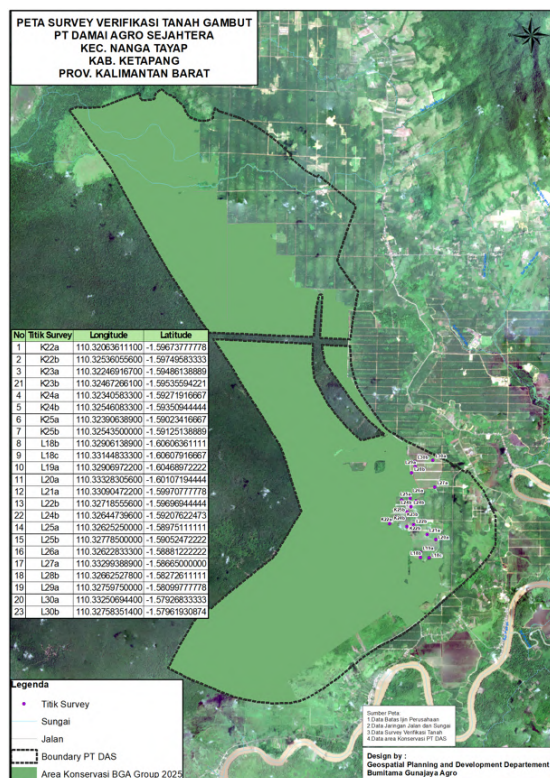 PETA SURVEY VERIFIKASI TANAH GAMBUT
PT DAMAI AGRO SEJAHTERA
KEC. NANGA TAYAP
KAB. KETAPANG
PROV. KALIMANTAN BARAT
No Titik Survey Longitude Latitude
1 K22a 110.32063611100 -1.59673777778
2 K22b 110.32536055600 -1.59749583333
3 K23a 110.32246916700 -1.59486138889
21 K23b 110.32467266100 -1.59535594221
4 K24a 110.32340583300 -1.59271916667
5 K24b 110.32546083300 -1.59350944444
6 K25a 110.32390638900 -1.59023416667
7 K25b 110.32543500000 -1.59125138889
8 L18b 110.32906138900 -1.60606361111
9 L18c 110.33144833300 -1.60607916667
10 L19a 110.32906972200 -1.60468972222
11 L20a 110.33328305600 -1.60107194444
12 L21a 110.33090472200 -1.59970777778
13 L22b 110.32718555600 -1.59696944444
22 L24b 110.32644739600 -1.59207622473
14 L25a 110.32625250000 -1.58975111111
15 L25b 110.32778500000 -1.59052472222
16 L26a 110.32622833300 -1.58881222222
17 L27a 110.33299388900 -1.58665000000
18 L28b 110.32662527800 -1.58272611111
19 L29a 110.32759750000 -1.58099777778
20 L30a 110.33250694400 -1.57926833333
23 L30b 110.32758351400 -1.57961930874
Legenda
Titik Survey
Sungai
Jalan
Boundary PT DAS
Area Konservasi BGA Group 2025
Sumber Peta:
1.Data Batas Ijin Perusahaan
2.Data Jaringan Jalan dan Sungai
3.Data Survey Verifikasi Tanah
4.Data area Konservasi PT DAS
Design by :
Geospatial Planning and Development Departement
Bumitama Gunajaya Agro